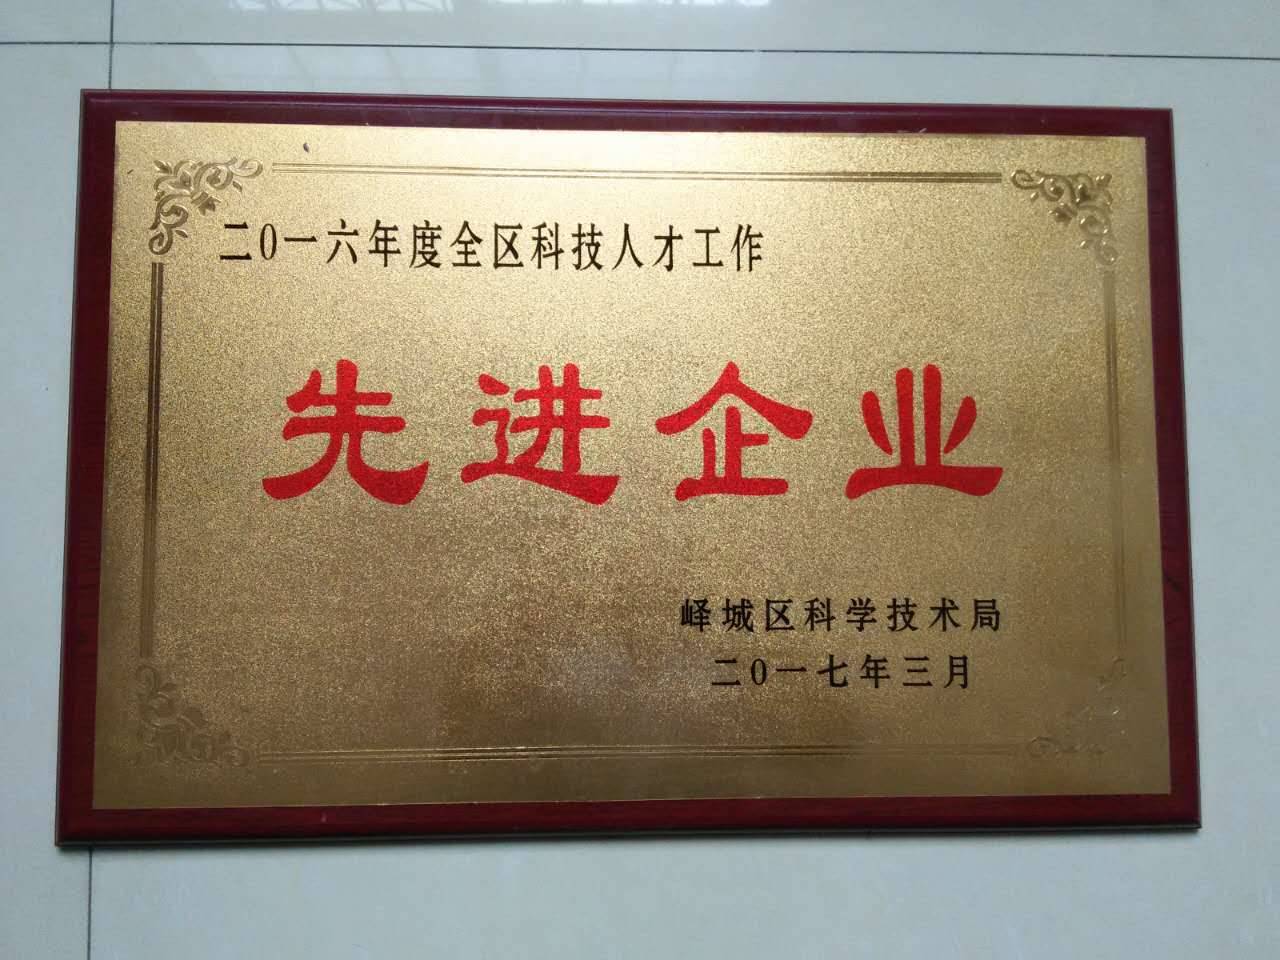 二0一六年度全区科技人才工作
先进企业
峄城区科学技术局
二0一七年三月